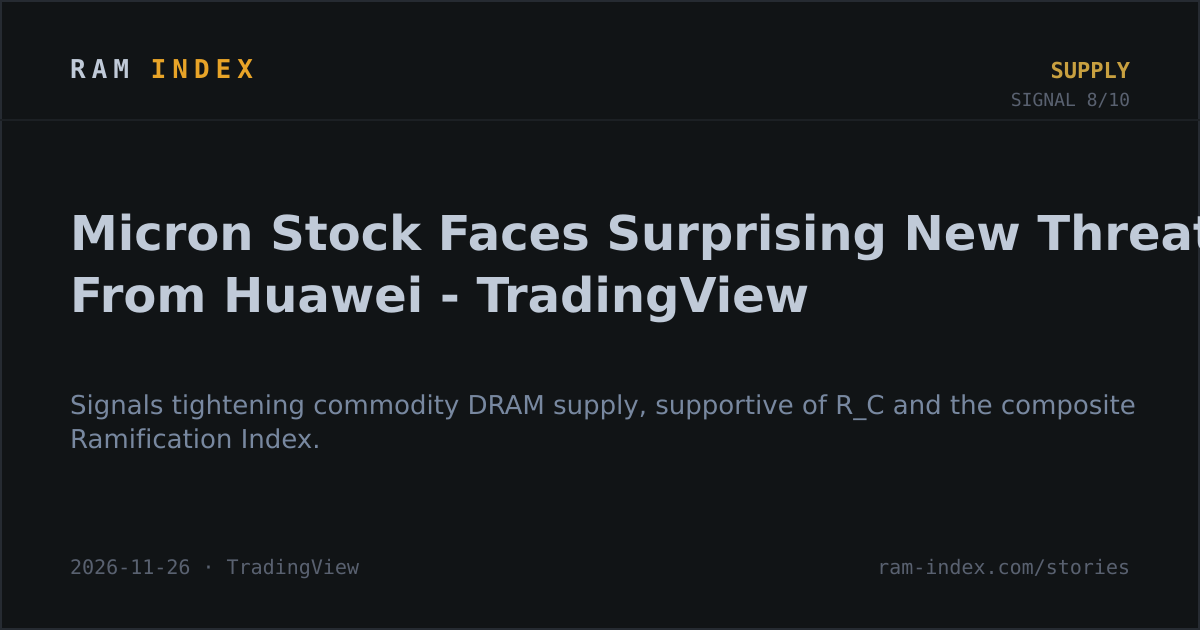 RAM INDEX
SUPPLY
SIGNAL 8/10
Micron Stock Faces Surprising New Threat
From Huawei - TradingView
Signals tightening commodity DRAM supply, supportive of R_C and the composite
Ramification Index.
2026-11-26 · TradingView
ram-index.com/stories